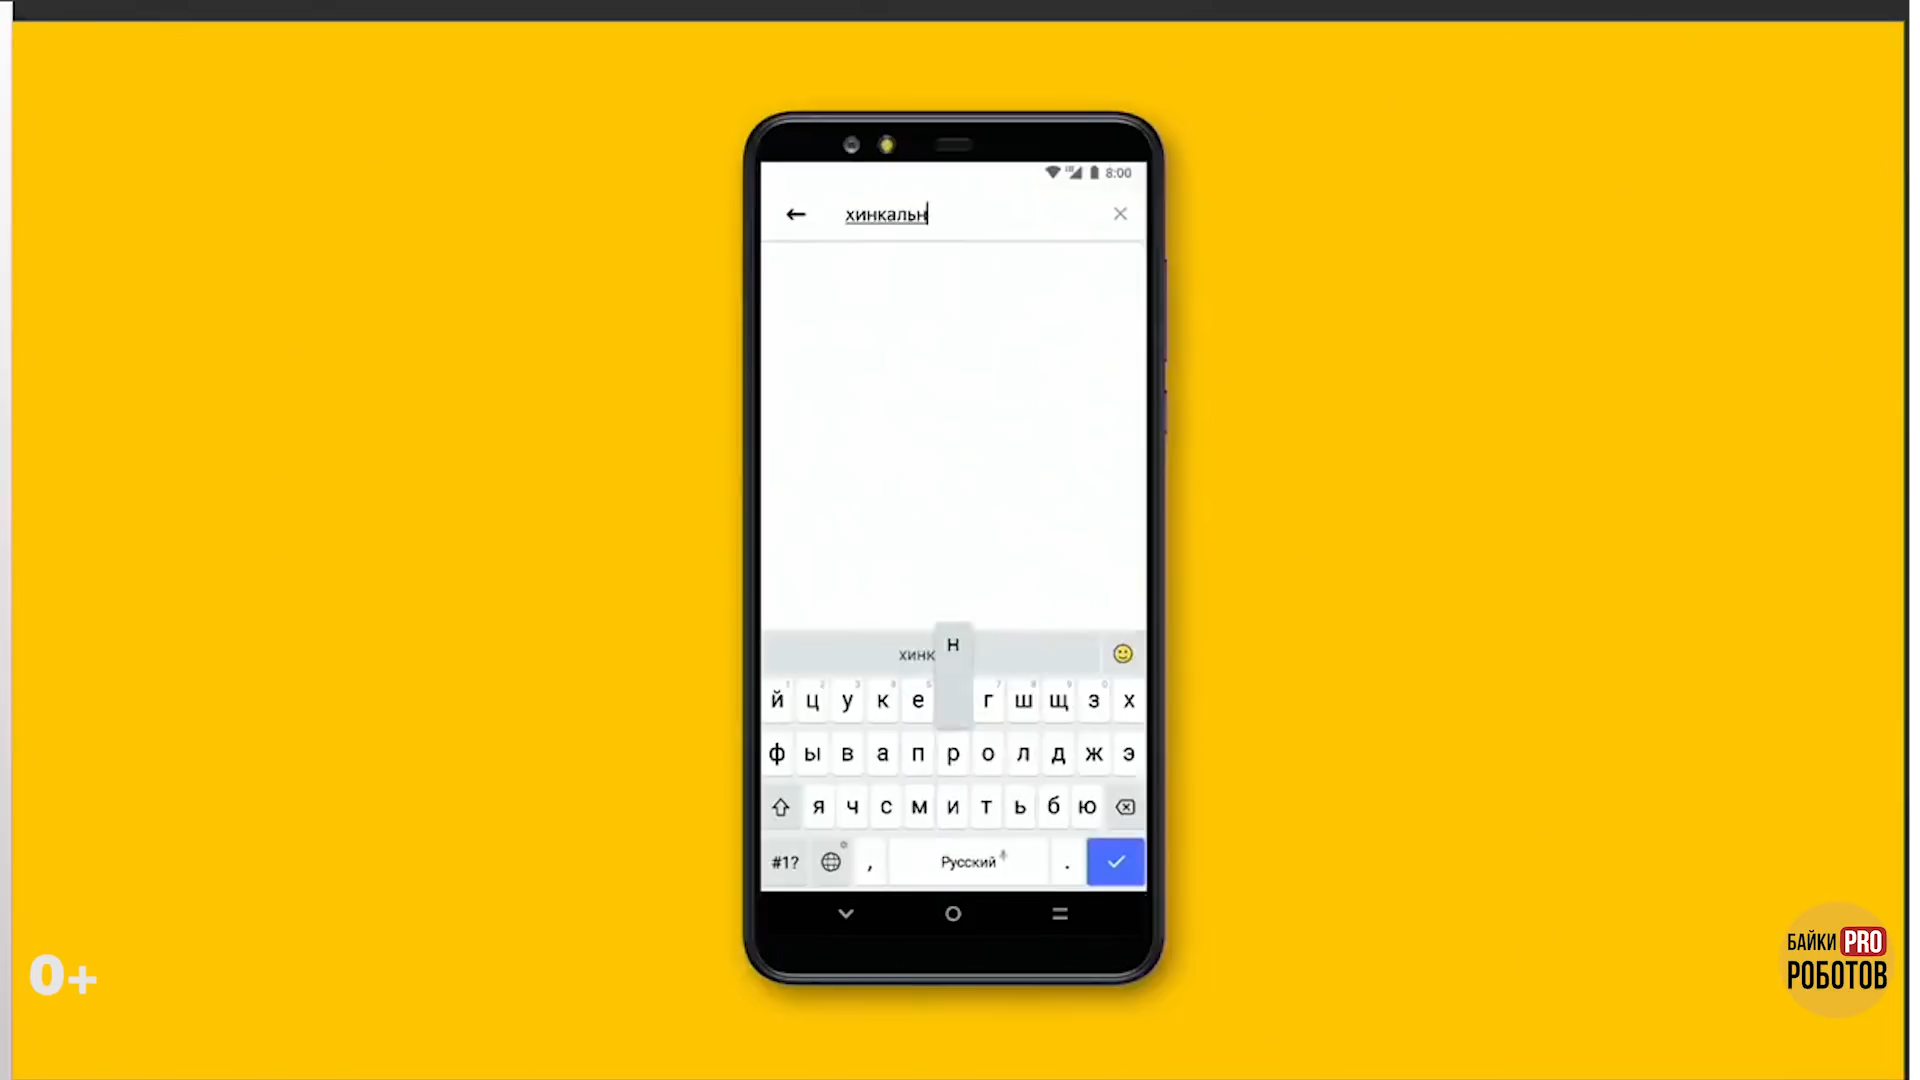 8:00
хинкальн
хинк
н
й ц у к е г ш щ з х
ф ы в а п р о л д ж э
я ч с м и т ь б ю
#1? , Русский .
0+
БАЙКИ PRO
РОБОТОВ